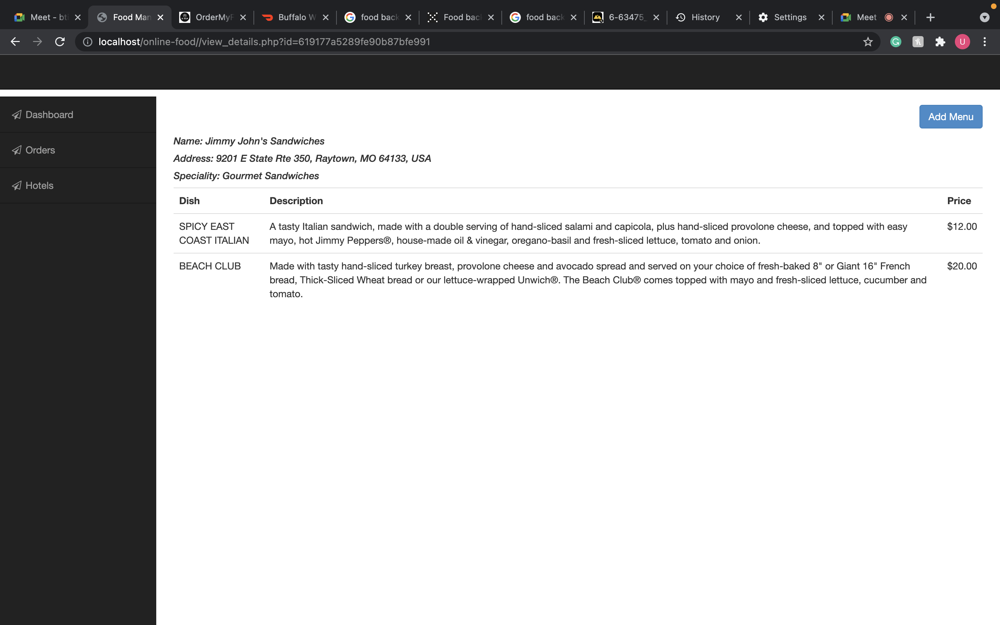 Meet - bti
Food Man
OrderMyF
Buffalo W
food back
Food bac
food back
6-63475_
History
Settings
Meet
localhost/online-food//view_details.php?id=619177a5289fe90b87bfe991
U
Dashboard
Orders
Hotels
Add Menu
Name: Jimmy John's Sandwiches
Address: 9201 E State Rte 350, Raytown, MO 64133, USA
Speciality: Gourmet Sandwiches
Dish Description Price
SPICY EAST
COAST ITALIAN
A tasty Italian sandwich, made with a double serving of hand-sliced salami and capicola, plus hand-sliced provolone cheese, and topped with easy
mayo, hot Jimmy Peppers®, house-made oil & vinegar, oregano-basil and fresh-sliced lettuce, tomato and onion.
$12.00
BEACH CLUB
Made with tasty hand-sliced turkey breast, provolone cheese and avocado spread and served on your choice of fresh-baked 8" or Giant 16" French
bread, Thick-Sliced Wheat bread or our lettuce-wrapped Unwich®. The Beach Club® comes topped with mayo and fresh-sliced lettuce, cucumber and
tomato.
$20.00